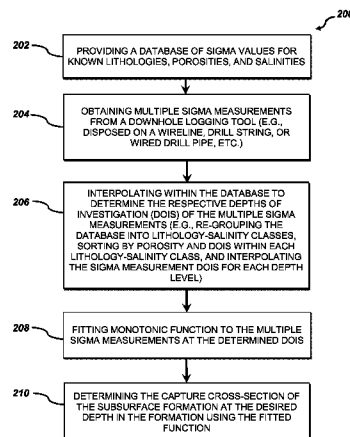 200
202
PROVIDING A DATABASE OF SIGMA VALUES FOR
KNOWN LITHOLOGIES, POROSITIES, AND SALINITIES
204
OBTAINING MULTIPLE SIGMA MEASUREMENTS
FROM A DOWNHOLE LOGGING TOOL (E.G.,
DISPOSED ON A WIRELINE, DRILL STRING, OR
WIRED DRILL PIPE, ETC.)
206
INTERPOLATING WITHIN THE DATABASE TO
DETERMINE THE RESPECTIVE DEPTHS OF
INVESTIGATION (DOIS) OF THE MULTIPLE SIGMA
MEASUREMENTS (E.G., RE-GROUPING THE
DATABASE INTO LITHOLOGY-SALINITY CLASSES,
SORTING BY POROSITY AND DOIS WITHIN EACH
LITHOLOGY-SALINITY CLASS, AND INTERPOLATING
THE SIGMA MEASUREMENT DOIS FOR EACH DEPTH
LEVEL)
208
FITTING MONOTONIC FUNCTION TO THE MULTIPLE
SIGMA MEASUREMENTS AT THE DETERMINED DOIS
210
DETERMINING THE CAPTURE CROSS-SECTION OF
THE SUBSURFACE FORMATION AT THE DESIRED
DEPTH IN THE FORMATION USING THE FITTED
FUNCTION